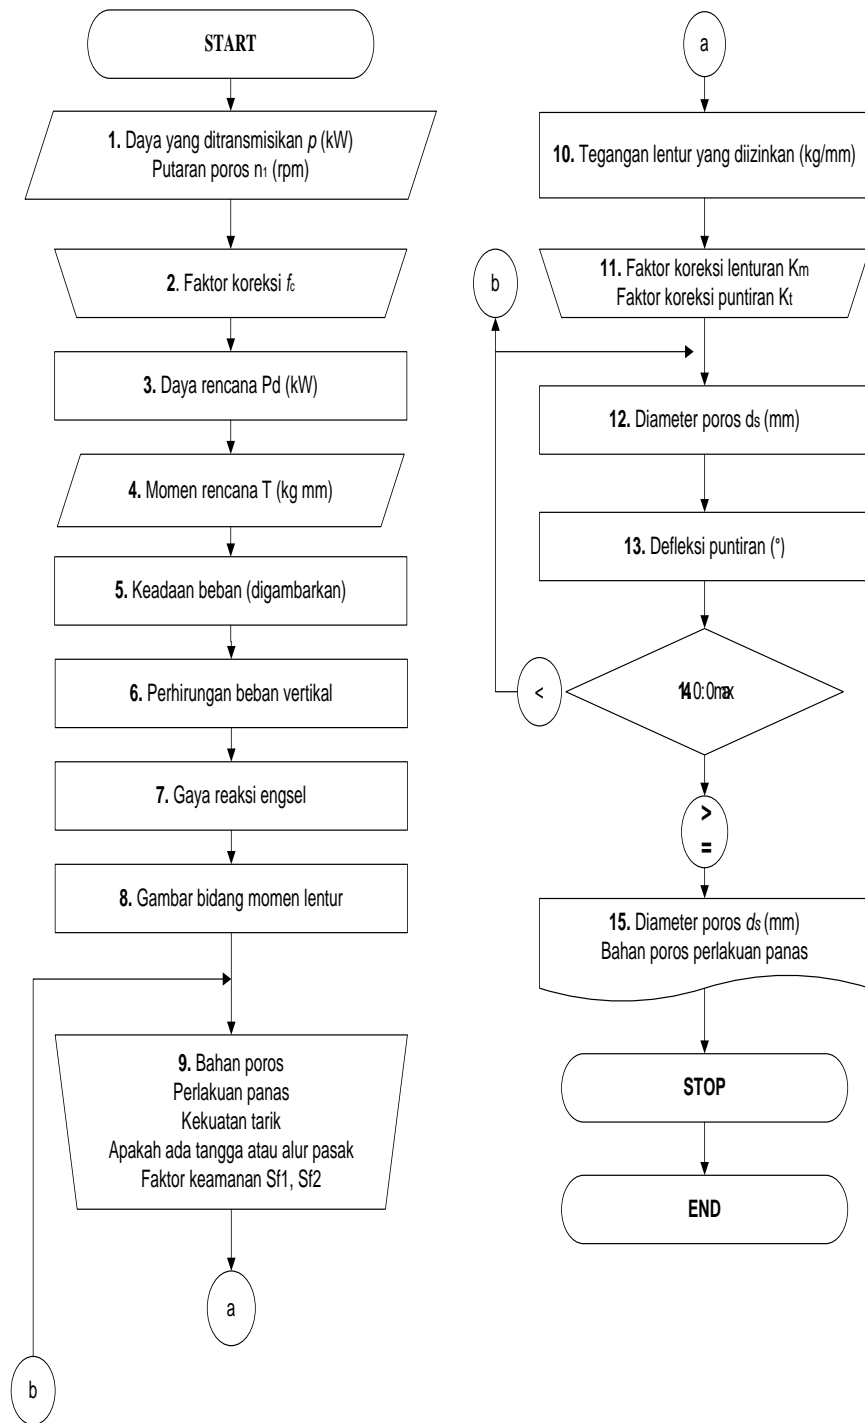 START
1. Daya yang ditransmisikan p (kW)
Putaran poros n1 (rpm)
2. Faktor koreksi fc
3. Daya rencana Pd (kW)
4. Momen rencana T (kg mm)
5. Keadaan beban (digambarkan)
6. Perhirungan beban vertikal
7. Gaya reaksi engsel
8. Gambar bidang momen lentur
9. Bahan poros
Perlakuan panas
Kekuatan tarik
Apakah ada tangga atau alur pasak
Faktor keamanan Sf1, Sf2
a
b
a
10. Tegangan lentur yang diizinkan (kg/mm)
11. Faktor koreksi lenturan Km
Faktor koreksi puntiran Kt
b
12. Diameter poros ds (mm)
13. Defleksi puntiran (°)
<
>
=
15. Diameter poros ds (mm)
Bahan poros perlakuan panas
STOP
END